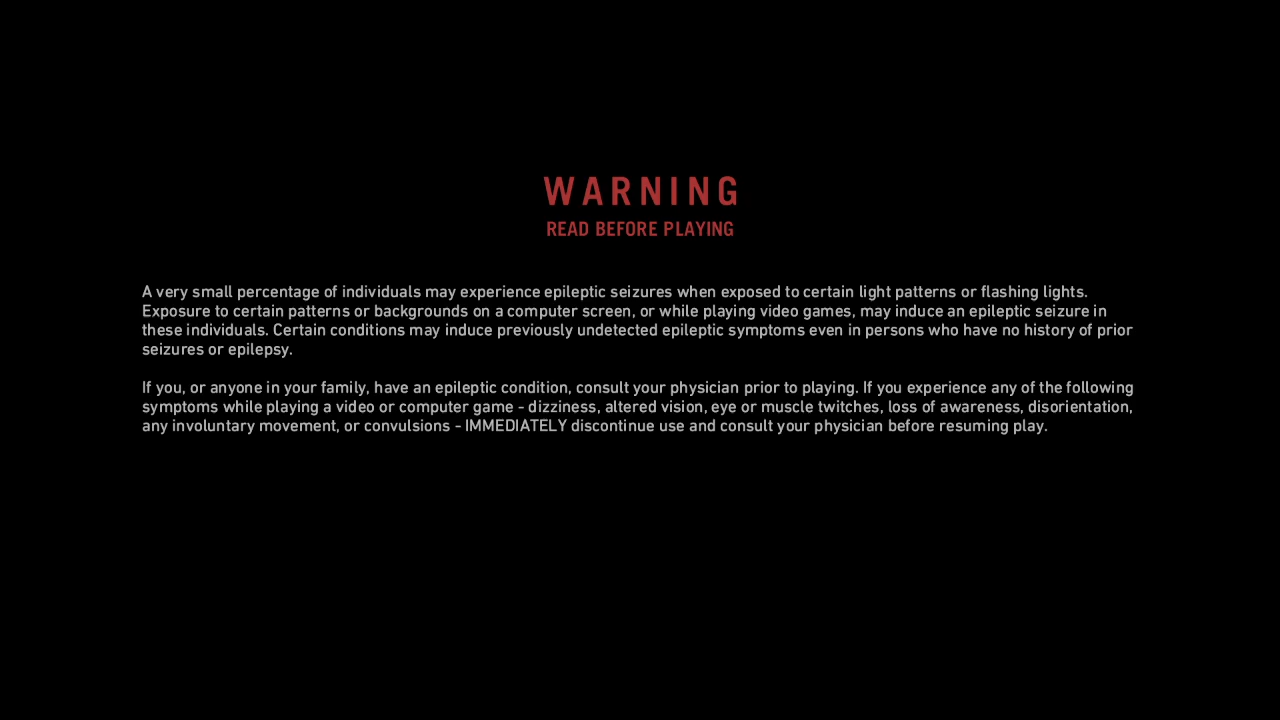 WARNING
READ BEFORE PLAYING
A very small percentage of individuals may experience epileptic seizures when exposed to certain light patterns or flashing lights.
Exposure to certain patterns or backgrounds on a computer screen, or while playing video games, may induce an epileptic seizure in
these individuals. Certain conditions may induce previously undetected epileptic symptoms even in persons who have no history of prior
seizures or epilepsy.
If you, or anyone in your family, have an epileptic condition, consult your physician prior to playing. If you experience any of the following
symptoms while playing a video or computer game - dizziness, altered vision, eye or muscle twitches, loss of awareness, disorientation,
any involuntary movement, or convulsions - IMMEDIATELY discontinue use and consult your physician before resuming play.